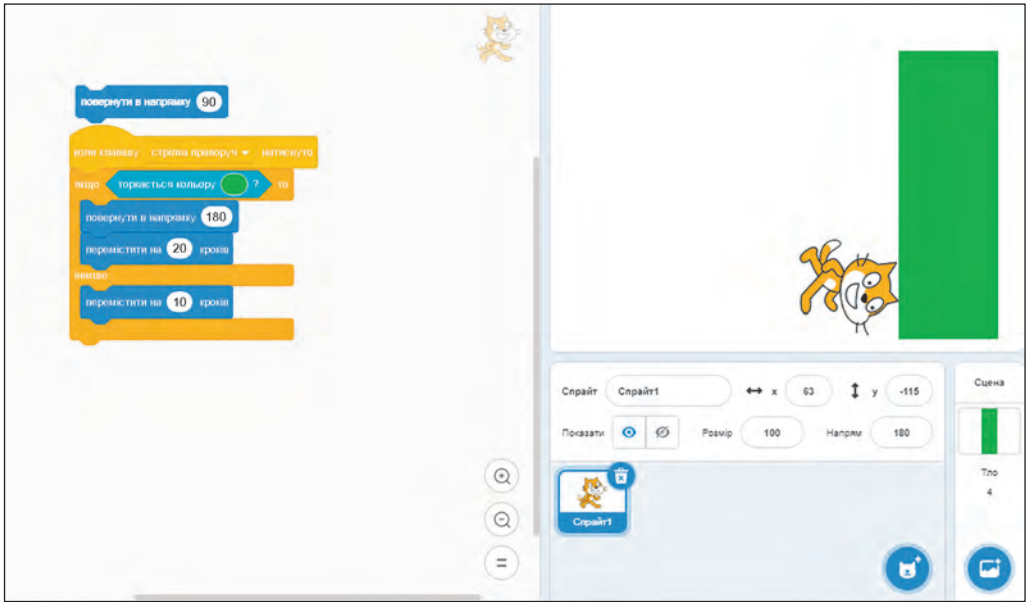 повернути в напрямку 90
коли клавішу стрілка праворуч натиснуто
якщо торкається кольору ? то
повернути в напрямку 180
перемістити на 20 кроків
інакше
перемістити на 10 кроків
Спрайт Спрайт1 x 63 y -115
Показати Розмір 100 Напрям 180
Спрайт1
Сцена
Тло
4